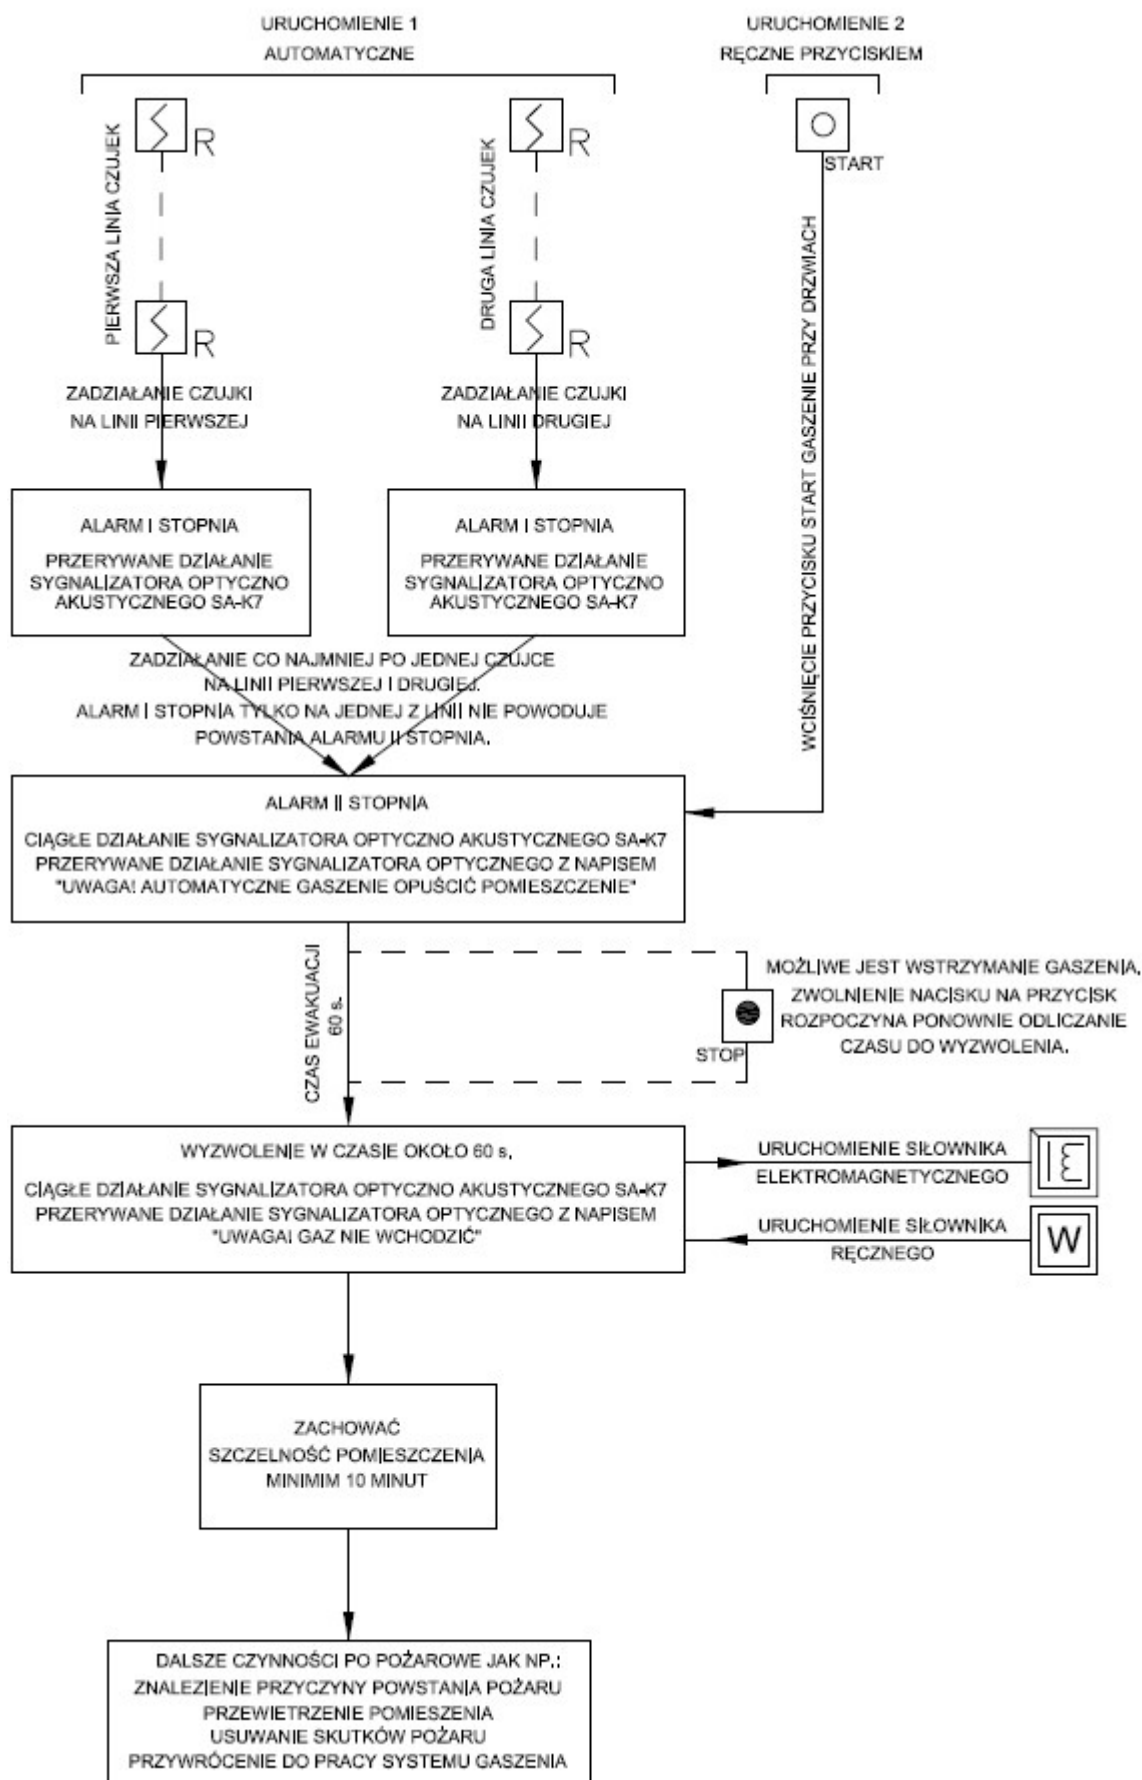 URUCHOMIENIE 1
AUTOMATYCZNE
URUCHOMIENIE 2
RĘCZNE PRZYCISKIEM
PIERWSZA LINIA CZUJEK
R
R
DRUGA LINIA CZUJEK
R
R
START
WCIŚNIĘCIE PRZYCISKU START GASZENIE PRZY DRZWIACH
ZADZIAŁANIE CZUJKI
NA LINII PIERWSZEJ
ZADZIAŁANIE CZUJKI
NA LINII DRUGIEJ
ALARM I STOPNIA
PRZERYWANE DZIAŁANIE
SYGNALIZATORA OPTYCZNO
AKUSTYCZNEGO SA-K7
ALARM I STOPNIA
PRZERYWANE DZIAŁANIE
SYGNALIZATORA OPTYCZNO
AKUSTYCZNEGO SA-K7
ZADZIAŁANIE CO NAJMNIEJ PO JEDNEJ CZUJCE
NA LINII PIERWSZEJ I DRUGIEJ.
ALARM I STOPNIA TYLKO NA JEDNEJ Z LINII NIE POWODUJE
POWSTANIA ALARMU II STOPNIA.
ALARM II STOPNIA
CIĄGŁE DZIAŁANIE SYGNALIZATORA OPTYCZNO AKUSTYCZNEGO SA-K7
PRZERYWANE DZIAŁANIE SYGNALIZATORA OPTYCZNEGO Z NAPISEM
"UWAGA! AUTOMATYCZNE GASZENIE OPUŚCIĆ POMIESZCZENIE"
CZAS EWAKUACJI
60 s.
STOP
MOŻLIWE JEST WSTRZYMANIE GASZENIA,
ZWOLNIENIE NACISKU NA PRZYCISK
ROZPOCZYNA PONOWNIE ODLICZANIE
CZASU DO WYZWOLENIA.
WYZWOLENIE W CZASIE OKOŁO 60 s,
CIĄGŁE DZIAŁANIE SYGNALIZATORA OPTYCZNO AKUSTYCZNEGO SA-K7
PRZERYWANE DZIAŁANIE SYGNALIZATORA OPTYCZNEGO Z NAPISEM
"UWAGA! GAZ NIE WCHODZIĆ"
URUCHOMIENIE SIŁOWNIKA
ELEKTROMAGNETYCZNEGO
URUCHOMIENIE SIŁOWNIKA
RĘCZNEGO
W
ZACHOWAĆ
SZCZELNOŚĆ POMIESZCZENIA
MINIMIM 10 MINUT
DALSZE CZYNNOŚCI PO POŻAROWE JAK NP.:
ZNALEZIENIE PRZYCZYNY POWSTANIA POŻARU
PRZEWIETRZENIE POMIESZENIA
USUWANIE SKUTKÓW POŻARU
PRZYWRÓCENIE DO PRACY SYSTEMU GASZENIA